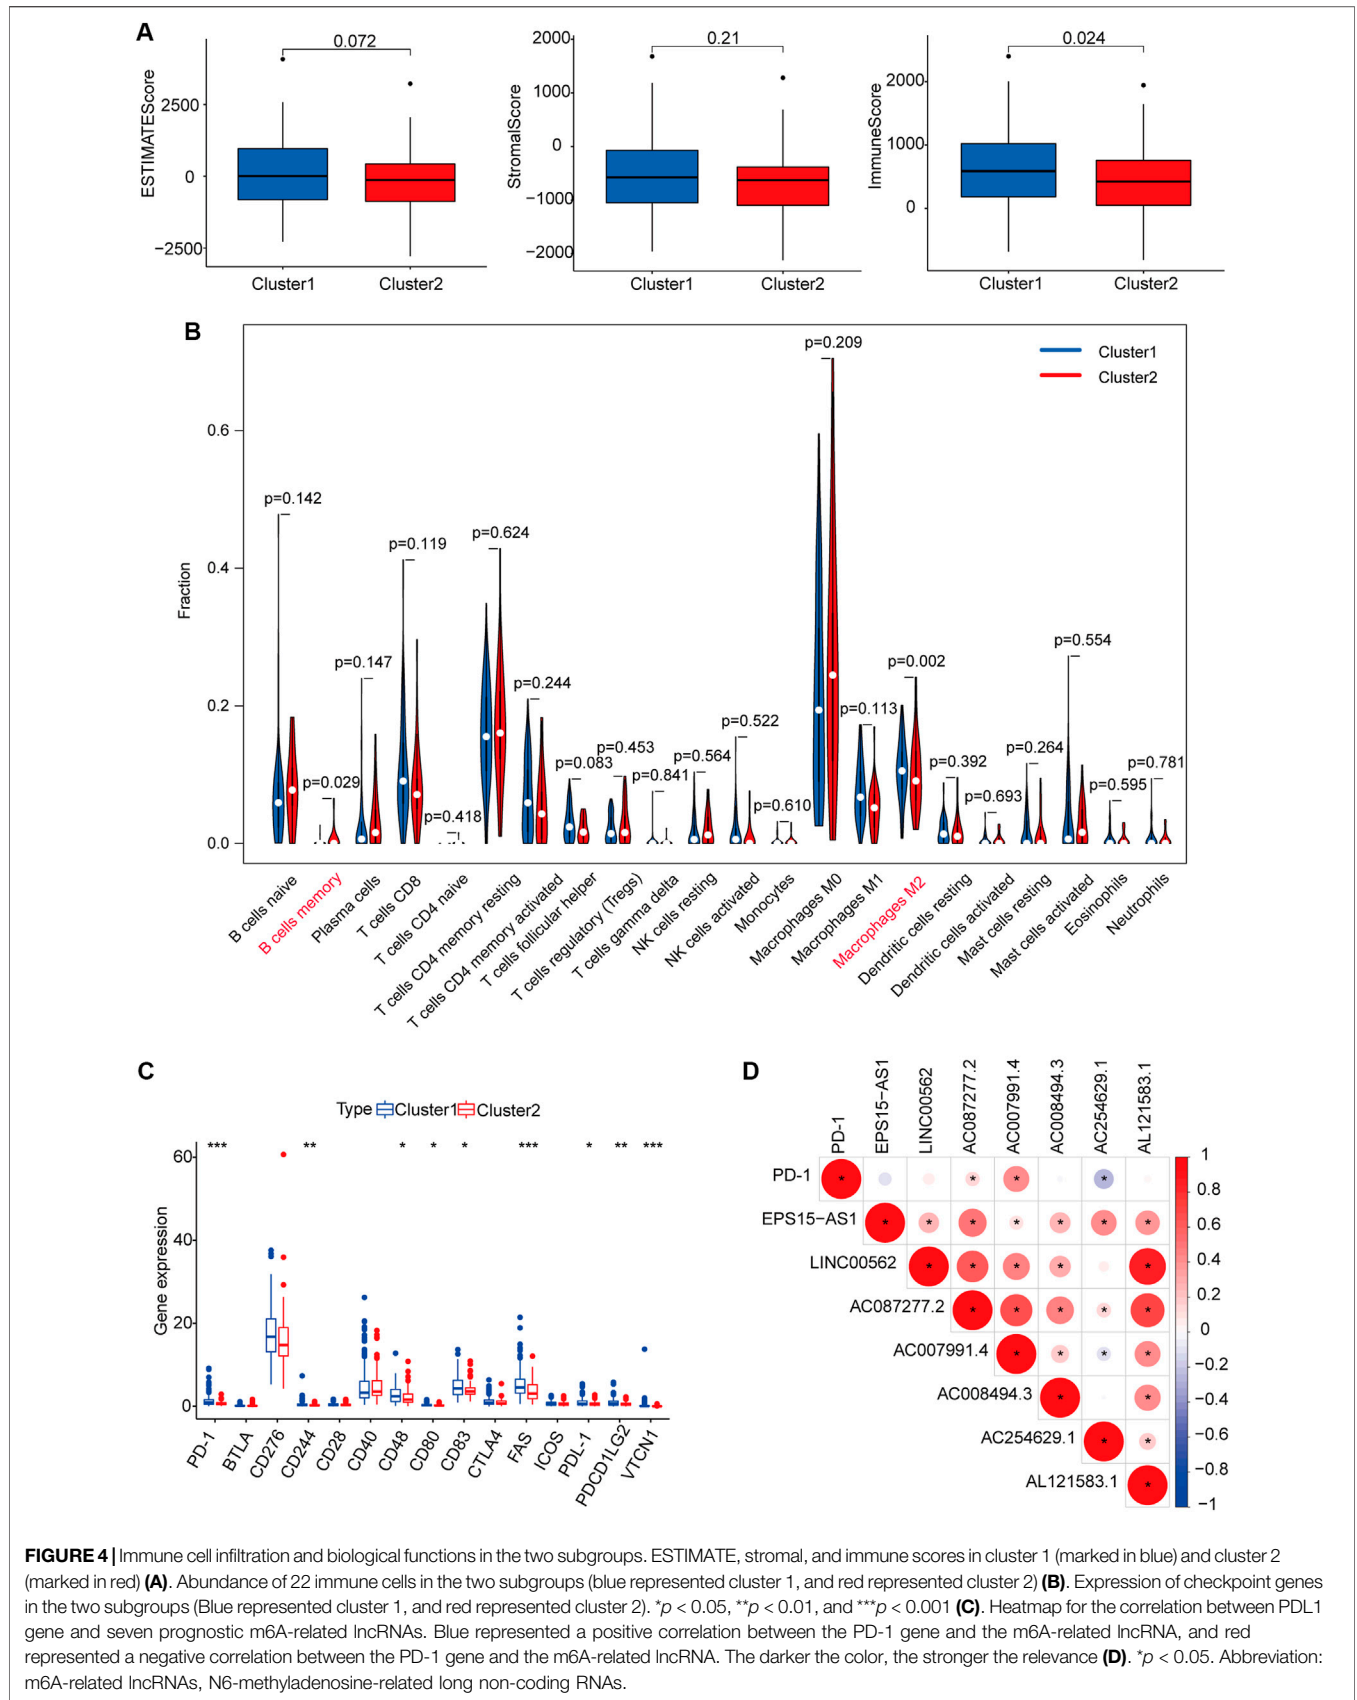 A
0.072
0.21
0.024
ESTIMATEScore
2500
0
−2500
Cluster1
Cluster2
StromalScore
2000
1000
0
−1000
−2000
Cluster1
Cluster2
ImmuneScore
2000
1000
0
Cluster1
Cluster2
B
Cluster1
Cluster2
Fraction
0.6
0.4
0.2
0.0
p=0.142
p=0.029
p=0.147
p=0.119
p=0.418
p=0.624
p=0.244
p=0.083
p=0.453
p=0.841
p=0.564
p=0.522
p=0.610
p=0.209
p=0.113
p=0.002
p=0.392
p=0.693
p=0.264
p=0.554
p=0.595
p=0.781
B cells naive
B cells memory
Plasma cells
T cells CD8
T cells CD4 naive
T cells CD4 memory resting
T cells CD4 memory activated
T cells follicular helper
T cells regulatory (Tregs)
T cells gamma delta
NK cells resting
NK cells activated
Monocytes
Macrophages M0
Macrophages M1
Macrophages M2
Dendritic cells resting
Dendritic cells activated
Mast cells resting
Mast cells activated
Eosinophils
Neutrophils
C
Type Cluster1 Cluster2
*** ** * * * *** * ** ***
Gene expression
60
40
20
0
PD-1
BTLA
CD276
CD244
CD28
CD40
CD48
CD80
CD83
CTLA4
FAS
ICOS
PDL-1
PDCD1LG2
VTCN1
D
PD-1
EPS15−AS1
LINC00562
AC087277.2
AC007991.4
AC008494.3
AC254629.1
AL121583.1
PD-1 * * * *
EPS15−AS1 * * * * * * *
LINC00562 * * * * *
AC087277.2 * * * * *
AC007991.4 * * * *
AC008494.3 * *
AC254629.1 * *
AL121583.1 *
1
0.8
0.6
0.4
0.2
0
−0.2
−0.4
−0.6
−0.8
−1
FIGURE 4 | Immune cell infiltration and biological functions in the two subgroups. ESTIMATE, stromal, and immune scores in cluster 1 (marked in blue) and cluster 2
(marked in red) (A). Abundance of 22 immune cells in the two subgroups (blue represented cluster 1, and red represented cluster 2) (B). Expression of checkpoint genes
in the two subgroups (Blue represented cluster 1, and red represented cluster 2). *p < 0.05, **p < 0.01, and ***p < 0.001 (C). Heatmap for the correlation between PDL1
gene and seven prognostic m6A-related lncRNAs. Blue represented a positive correlation between the PD-1 gene and the m6A-related lncRNA, and red
represented a negative correlation between the PD-1 gene and the m6A-related lncRNA. The darker the color, the stronger the relevance (D). *p < 0.05. Abbreviation:
m6A-related lncRNAs, N6-methyladenosine-related long non-coding RNAs.